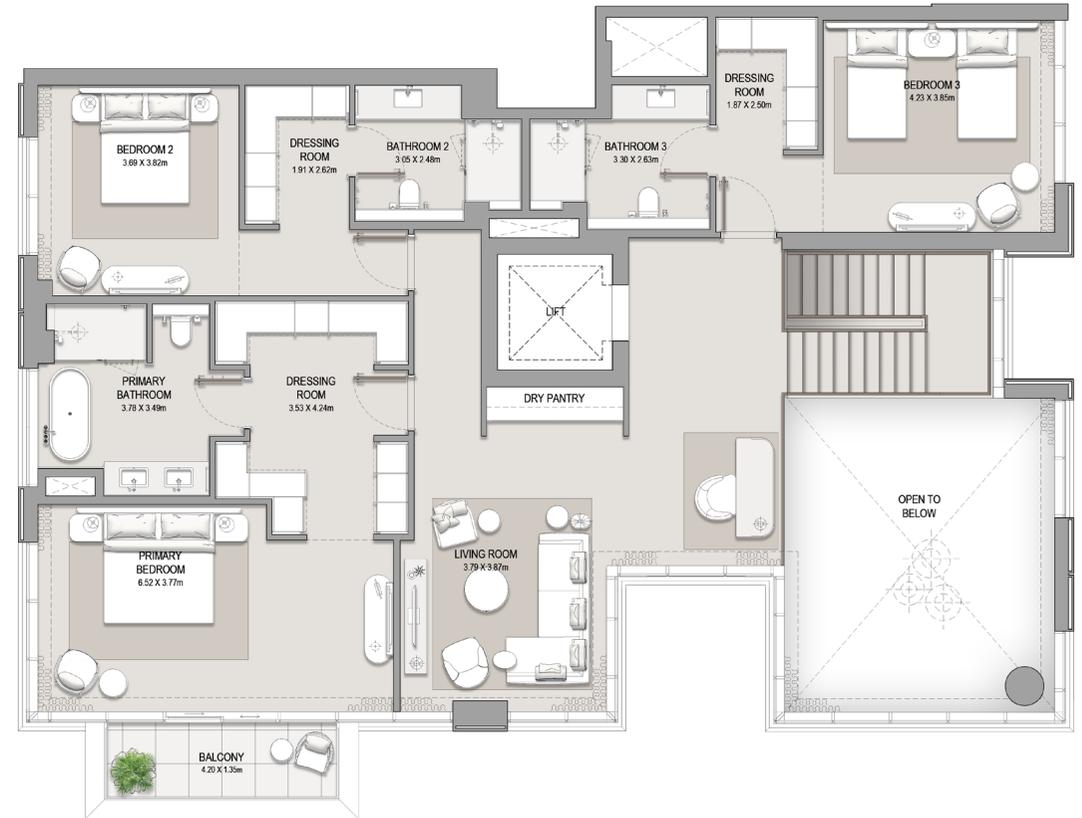 DRESSING
ROOM
1.87 X 2.50m
BEDROOM 3
4.23 X 3.85m
BEDROOM 2
3.69 X 3.82m
DRESSING
ROOM
1.91 X 2.62m
BATHROOM 2
3.05 X 2.48m
BATHROOM 3
3.30 X 2.63m
LIFT
PRIMARY
BATHROOM
3.78 X 3.49m
DRESSING
ROOM
3.53 X 4.24m
DRY PANTRY
OPEN TO
BELOW
PRIMARY
BEDROOM
6.52 X 3.77m
LIVING ROOM
3.79 X 3.87m
BALCONY
4.20 X 1.35m